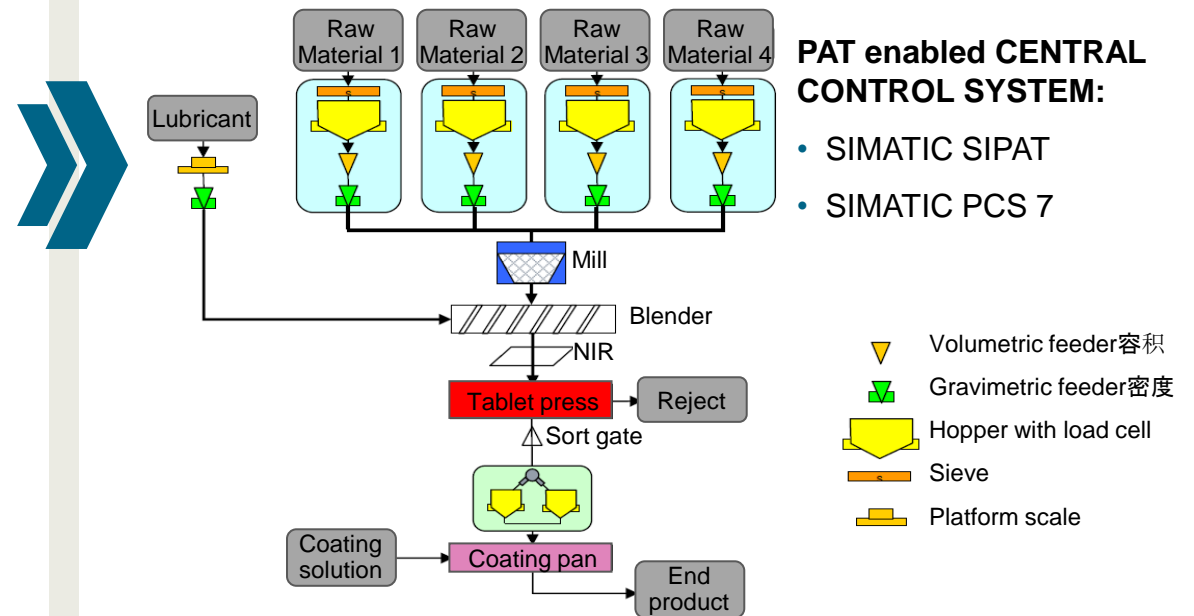 Raw
Material 1
Raw
Material 2
Raw
Material 3
Raw
Material 4
PAT enabled CENTRAL
CONTROL SYSTEM:
• SIMATIC SIPAT
• SIMATIC PCS 7
s
s
s
s
Lubricant
Mill
Blender
NIR
Tablet press
Reject
Sort gate
Coating
solution
Coating pan
End
product
Volumetric feeder容积
Gravimetric feeder密度
Hopper with load cell
s
Sieve
Platform scale